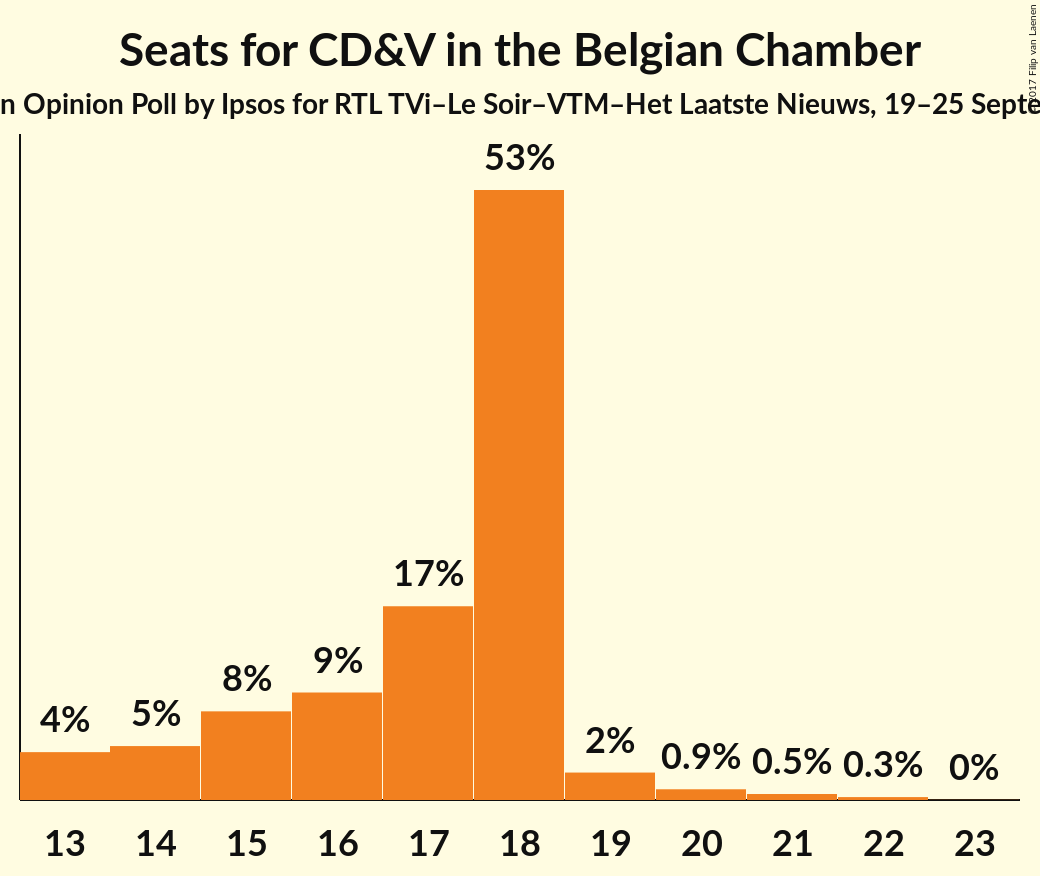 Seats for CD&V in the Belgian Chamber
n Opinion Poll by Ipsos for RTL TVi–Le Soir–VTM–Het Laatste Nieuws, 19–25 Septe
2017 Filip van Laenen
53%
17%
9%
8%
5%
4%
2%
0.9%
0.5%
0.3%
0%
13 14 15 16 17 18 19 20 21 22 23